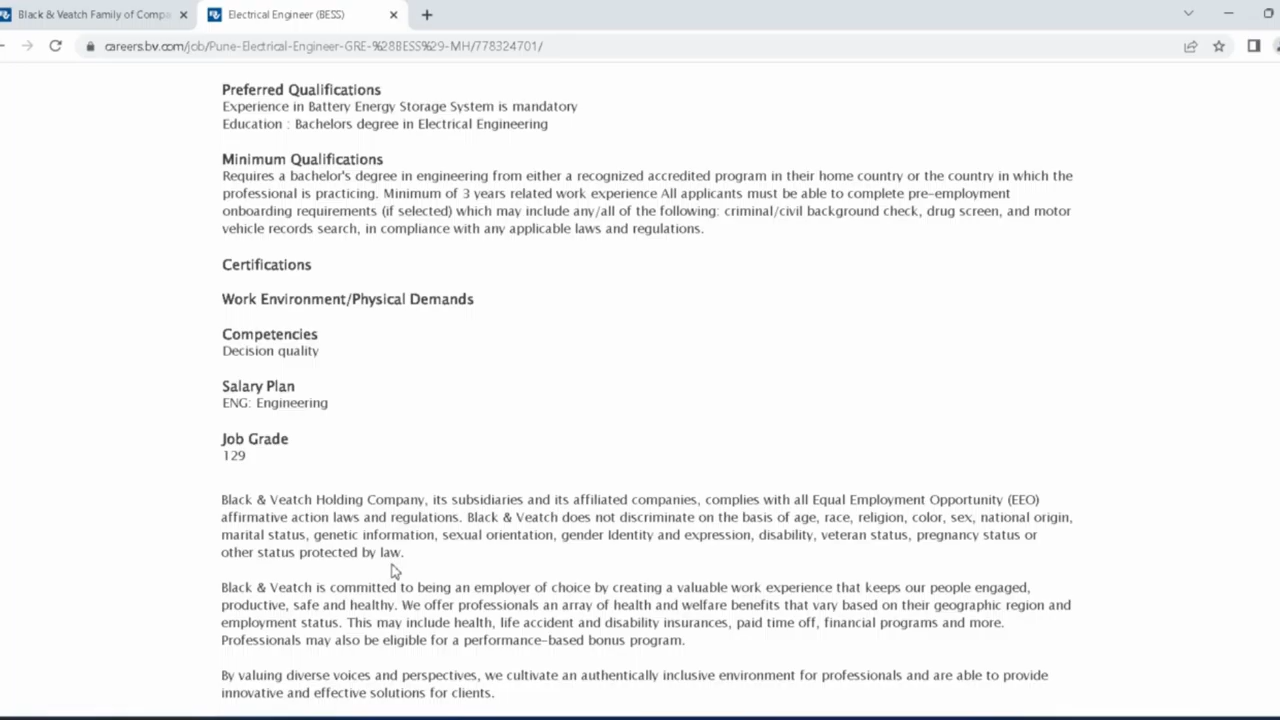 Black & Veatch Family of Compa
Electrical Engineer (BESS)
careers.bv.com/job/Pune-Electrical-Engineer-GRE-%28BESS%29-MH/778324701/
Preferred Qualifications
Experience in Battery Energy Storage System is mandatory
Education : Bachelors degree in Electrical Engineering
Minimum Qualifications
Requires a bachelor's degree in engineering from either a recognized accredited program in their home country or the country in which the
professional is practicing. Minimum of 3 years related work experience All applicants must be able to complete pre-employment
onboarding requirements (if selected) which may include any/all of the following: criminal/civil background check, drug screen, and motor
vehicle records search, in compliance with any applicable laws and regulations.
Certifications
Work Environment/Physical Demands
Competencies
Decision quality
Salary Plan
ENG: Engineering
Job Grade
129
Black & Veatch Holding Company, its subsidiaries and its affiliated companies, complies with all Equal Employment Opportunity (EEO)
affirmative action laws and regulations. Black & Veatch does not discriminate on the basis of age, race, religion, color, sex, national origin,
marital status, genetic information, sexual orientation, gender Identity and expression, disability, veteran status, pregnancy status or
other status protected by law.
Black & Veatch is committed to being an employer of choice by creating a valuable work experience that keeps our people engaged,
productive, safe and healthy. We offer professionals an array of health and welfare benefits that vary based on their geographic region and
employment status. This may include health, life accident and disability insurances, paid time off, financial programs and more.
Professionals may also be eligible for a performance-based bonus program.
By valuing diverse voices and perspectives, we cultivate an authentically inclusive environment for professionals and are able to provide
innovative and effective solutions for clients.